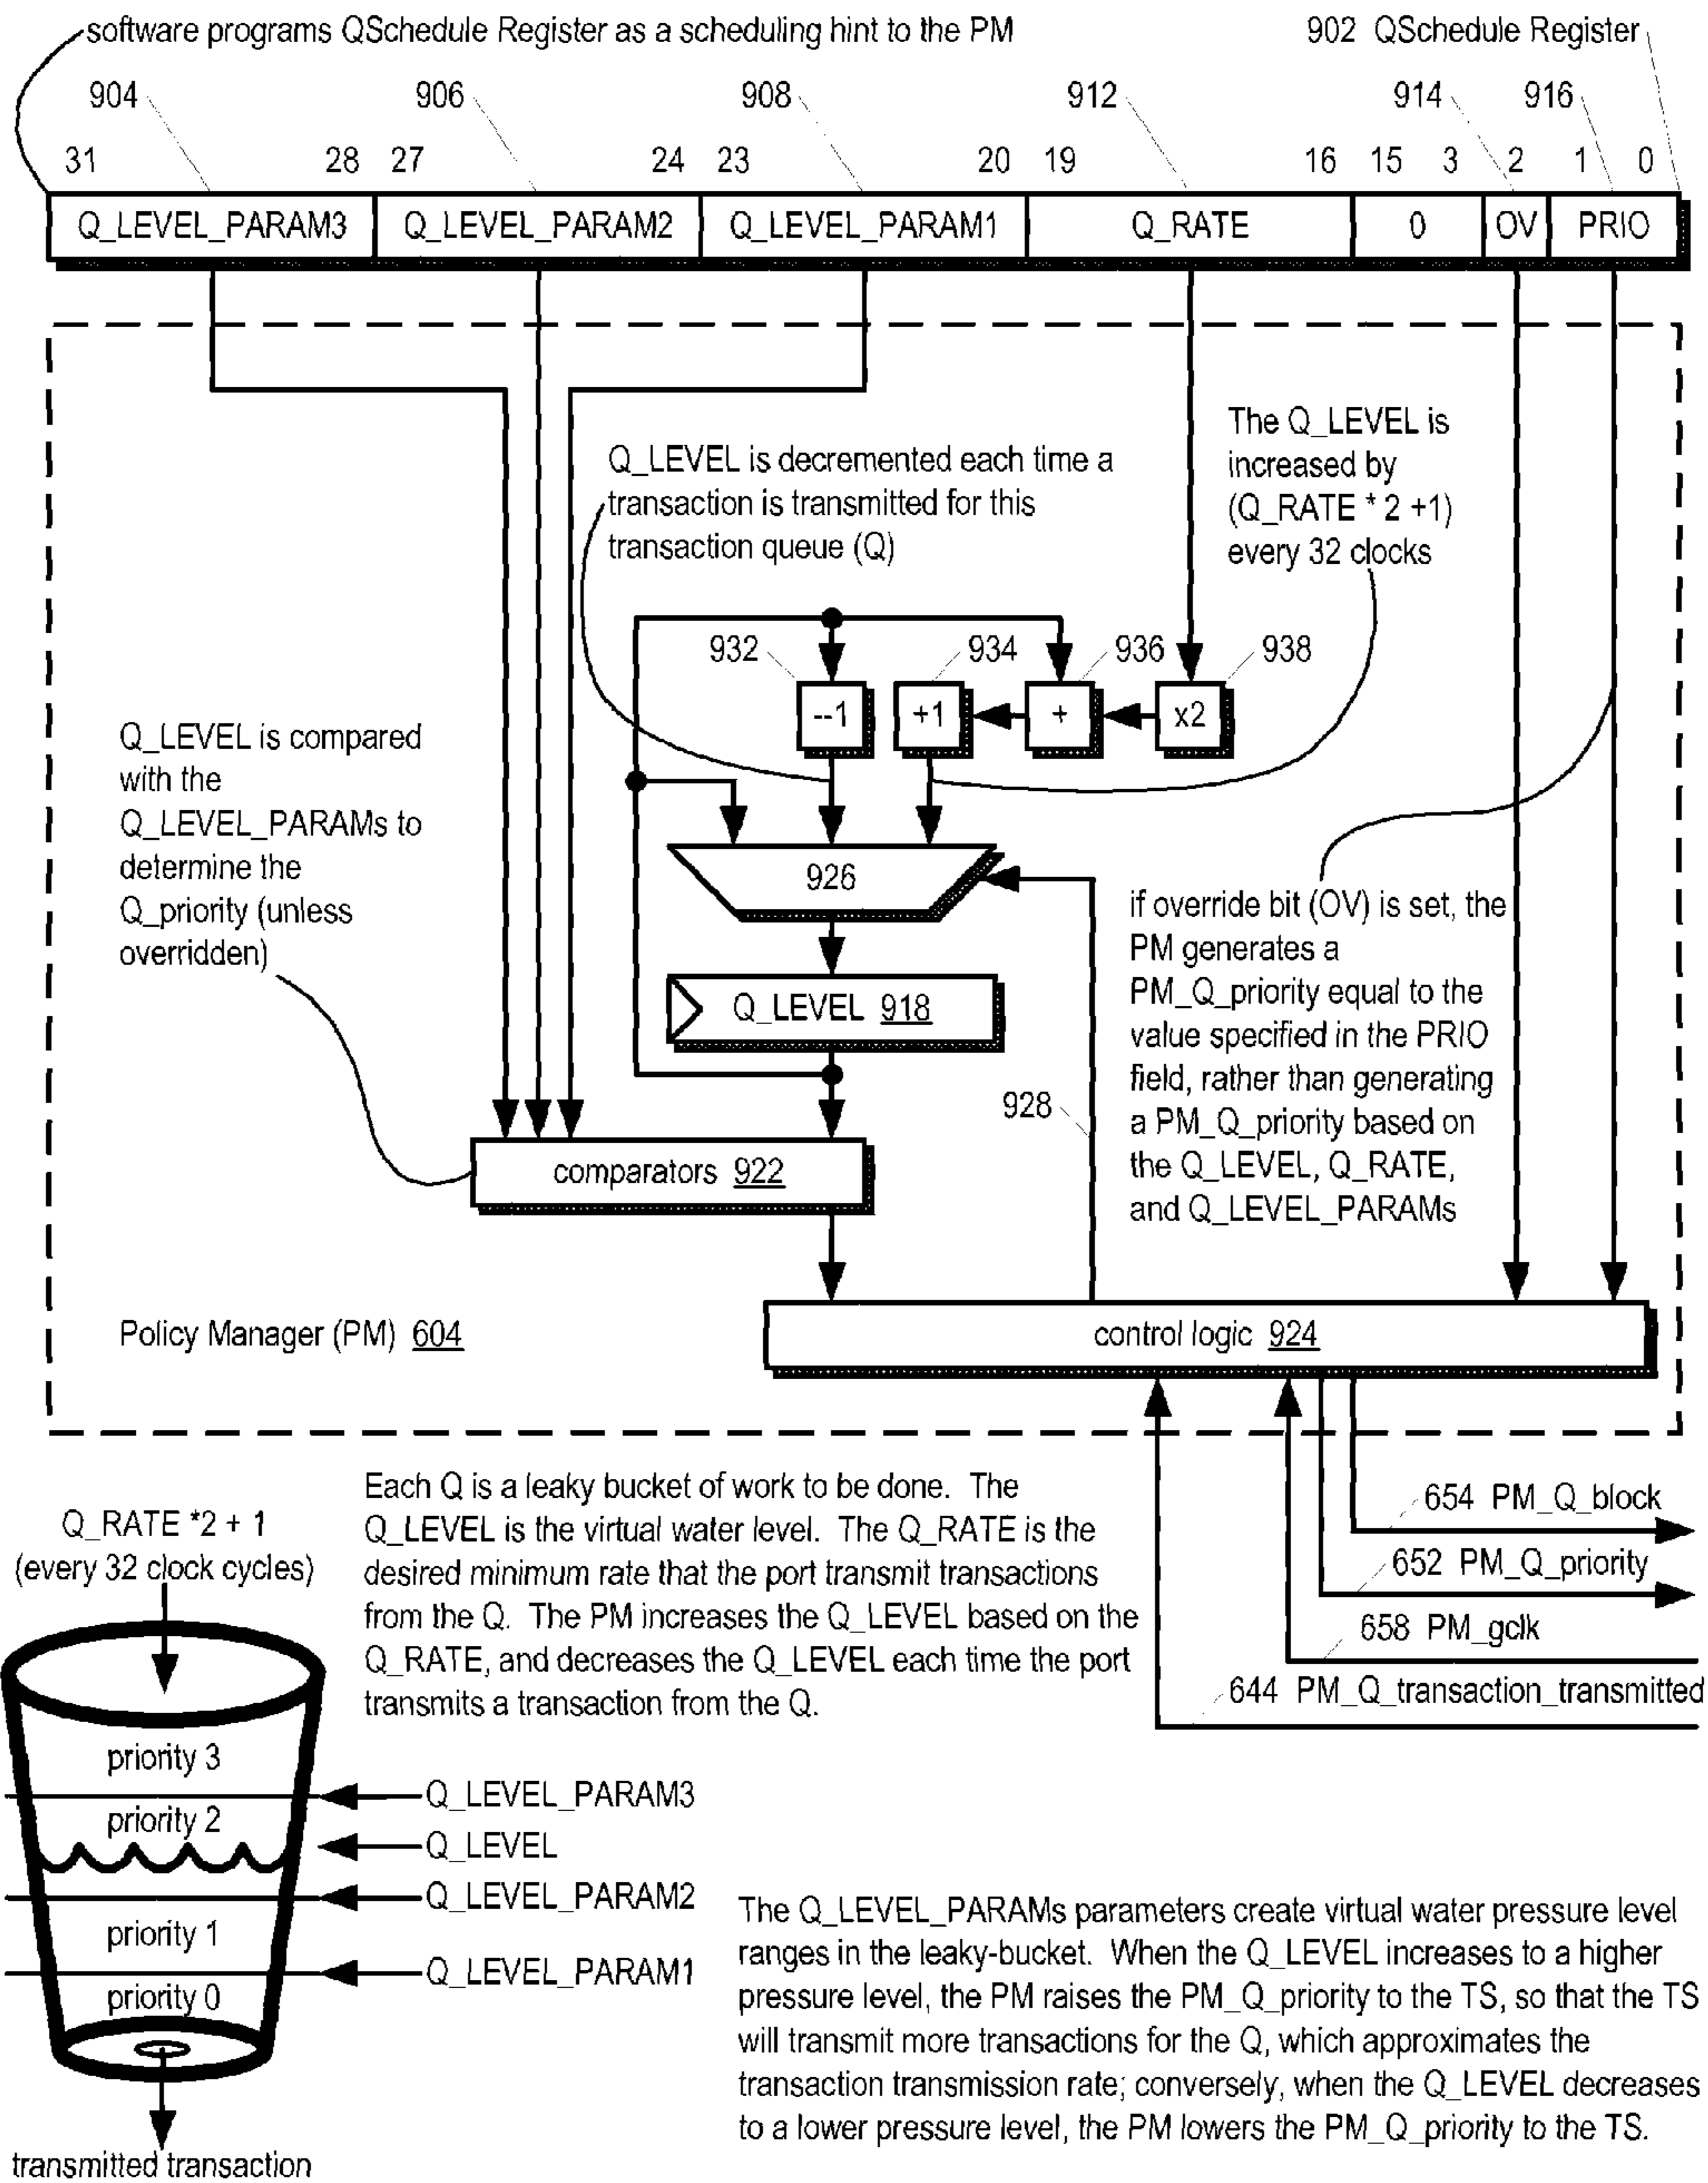 software programs QSchedule Register as a scheduling hint to the PM
902 QSchedule Register
904
906
908
912
914
916
31 28 27 24 23 20 19 16 15 3 2 1 0
Q_LEVEL_PARAM3 Q_LEVEL_PARAM2 Q_LEVEL_PARAM1 Q_RATE 0 OV PRIO
The Q_LEVEL is
increased by
(Q_RATE * 2 +1)
every 32 clocks
Q_LEVEL is decremented each time a
transaction is transmitted for this
transaction queue (Q)
932
934
936
938
--1
+1
+
x2
Q_LEVEL is compared
with the
Q_LEVEL_PARAMs to
determine the
Q_priority (unless
overridden)
926
if override bit (OV) is set, the
PM generates a
PM_Q_priority equal to the
value specified in the PRIO
field, rather than generating
a PM_Q_priority based on
the Q_LEVEL, Q_RATE,
and Q_LEVEL_PARAMs
Q_LEVEL 918
928
comparators 922
Policy Manager (PM) 604
control logic 924
654 PM_Q_block
652 PM_Q_priority
658 PM_gclk
644 PM_Q_transaction_transmitted
Each Q is a leaky bucket of work to be done. The
Q_LEVEL is the virtual water level. The Q_RATE is the
desired minimum rate that the port transmit transactions
from the Q. The PM increases the Q_LEVEL based on the
Q_RATE, and decreases the Q_LEVEL each time the port
transmits a transaction from the Q.
Q_RATE *2 + 1
(every 32 clock cycles)
priority 3
Q_LEVEL_PARAM3
priority 2
Q_LEVEL
Q_LEVEL_PARAM2
priority 1
Q_LEVEL_PARAM1
priority 0
transmitted transaction
The Q_LEVEL_PARAMs parameters create virtual water pressure level
ranges in the leaky-bucket. When the Q_LEVEL increases to a higher
pressure level, the PM raises the PM_Q_priority to the TS, so that the TS
will transmit more transactions for the Q, which approximates the
transaction transmission rate; conversely, when the Q_LEVEL decreases
to a lower pressure level, the PM lowers the PM_Q_priority to the TS.